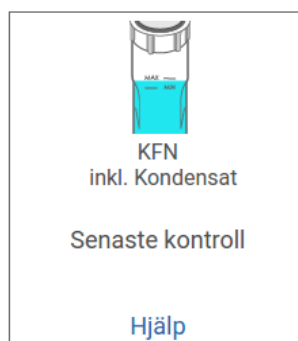 MAX
MIN
KFN
inkl. Kondensat
Senaste kontroll
Hjälp